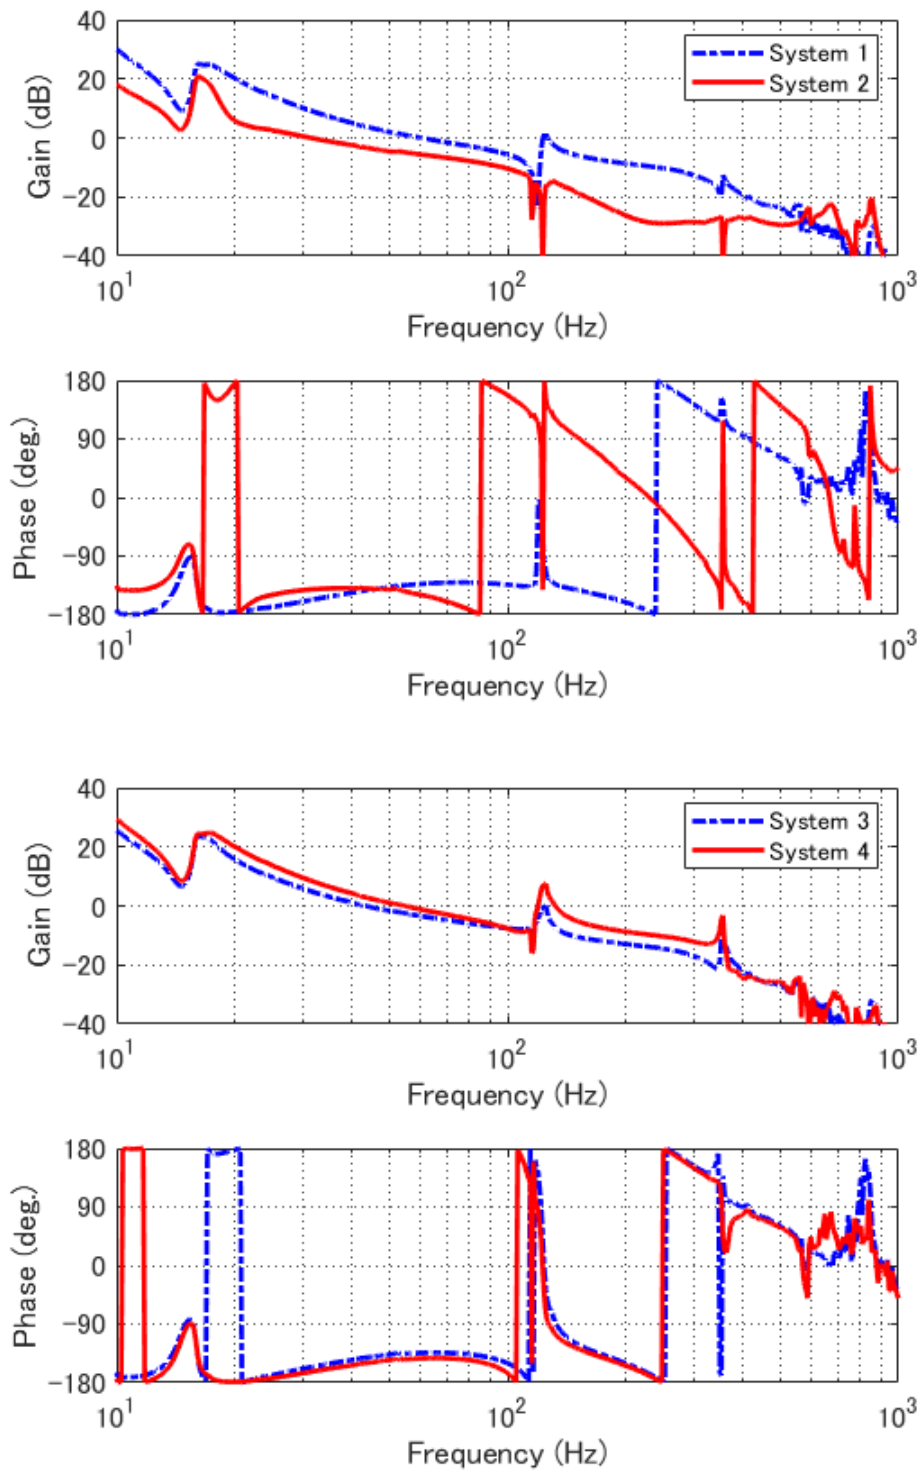 40
20
0
-20
-40
Gain (dB)
System 1
System 2
10^1
10^2
10^3
Frequency (Hz)
180
90
0
-90
-180
Phase (deg.)
10^1
10^2
10^3
Frequency (Hz)
40
20
0
-20
-40
Gain (dB)
System 3
System 4
10^1
10^2
10^3
Frequency (Hz)
180
90
0
-90
-180
Phase (deg.)
10^1
10^2
10^3
Frequency (Hz)